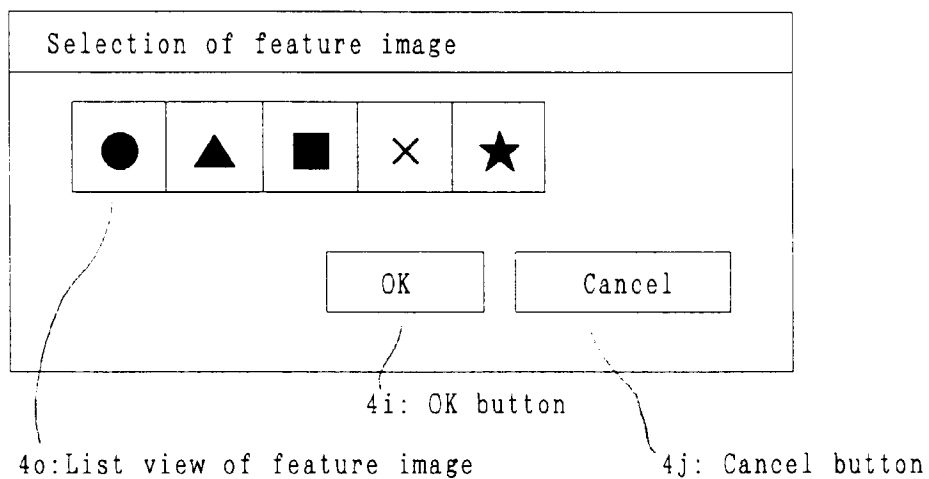 Selection of feature image
OK
Cancel
4i: OK button
4o:List view of feature image
4j: Cancel button